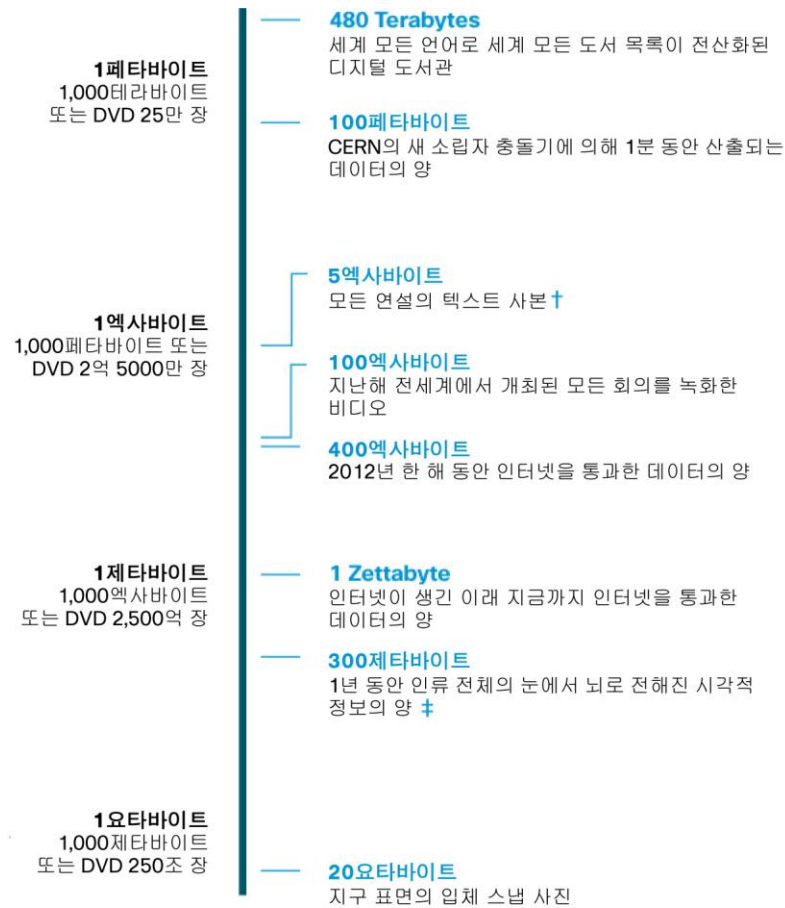 480 Terabytes
세계 모든 언어로 세계 모든 도서 목록이 전산화된
디지털 도서관
1페타바이트
1,000테라바이트
또는 DVD 25만 장
100페타바이트
CERN의 새 소립자 충돌기에 의해 1분 동안 산출되는
데이터의 양
5엑사바이트
모든 연설의 텍스트 사본†
1엑사바이트
1,000페타바이트 또는
DVD 2억 5000만 장
100엑사바이트
지난해 전세계에서 개최된 모든 회의를 녹화한
비디오
400엑사바이트
2012년 한 해 동안 인터넷을 통과한 데이터의 양
1제타바이트
1,000엑사바이트
또는 DVD 2,500억 장
1 Zettabyte
인터넷이 생긴 이래 지금까지 인터넷을 통과한
데이터의 양
300제타바이트
1년 동안 인류 전체의 눈에서 뇌로 전해진 시각적
정보의 양 ‡
1요타바이트
1,000제타바이트
또는 DVD 250조 장
20요타바이트
지구 표면의 입체 스냅 사진